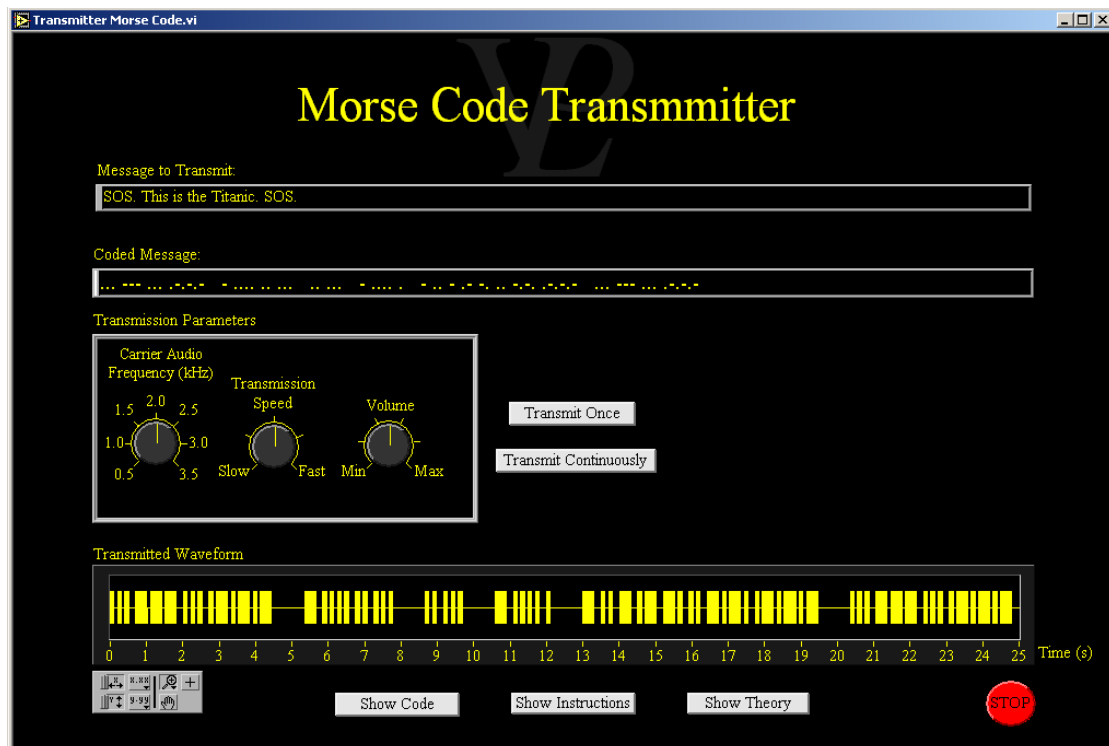 Transmitter Morse Code.vi
VPL
Morse Code Transmmitter
Message to Transmit:
SOS. This is the Titanic. SOS.
Coded Message:
... --- ... .-.-.-  - .... .. ...  .. ...  - .... .  - .. - .- -. .. -.-. .-.-.-  ... --- ... .-.-.-
Transmission Parameters
Carrier Audio
Frequency (kHz)
0.5 1.0 1.5 2.0 2.5 3.0 3.5
Transmission
Speed
Slow Fast
Volume
Min Max
Transmit Once
Transmit Continuously
Transmitted Waveform
0 1 2 3 4 5 6 7 8 9 10 11 12 13 14 15 16 17 18 19 20 21 22 23 24 25 Time (s)
X X.XX
Y Y.YY
Show Code Show Instructions Show Theory STOP